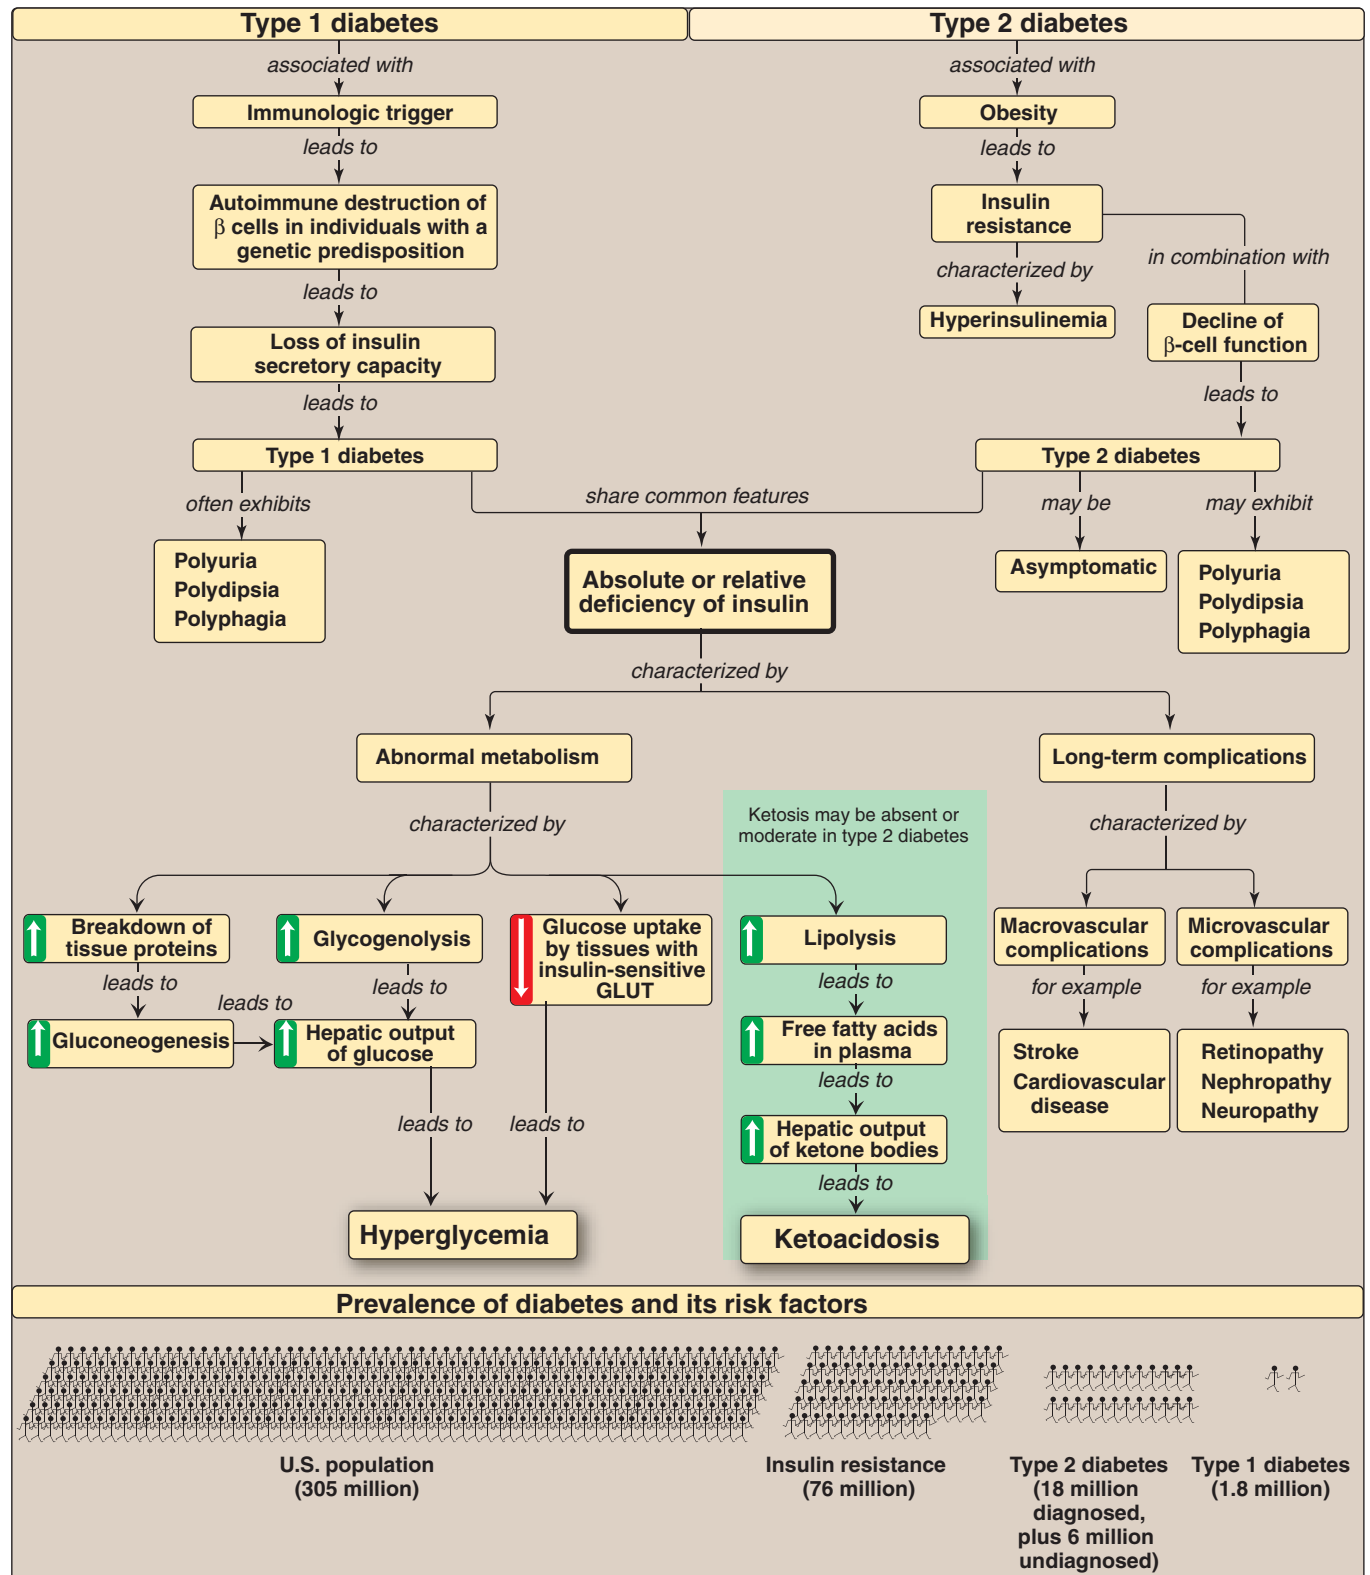 Type 1 diabetes
Type 2 diabetes
associated with
associated with
Immunologic trigger
Obesity
leads to
leads to
Autoimmune destruction of
β cells in individuals with a
genetic predisposition
Insulin
resistance
characterized by
in combination with
leads to
Hyperinsulinemia
Decline of
β-cell function
Loss of insulin
secretory capacity
leads to
leads to
Type 1 diabetes
Type 2 diabetes
often exhibits
share common features
may be
may exhibit
Polyuria
Polydipsia
Polyphagia
Absolute or relative
deficiency of insulin
Asymptomatic
Polyuria
Polydipsia
Polyphagia
characterized by
Abnormal metabolism
Long-term complications
characterized by
Ketosis may be absent or
moderate in type 2 diabetes
characterized by
Breakdown of
tissue proteins
Glycogenolysis
Glucose uptake
by tissues with
insulin-sensitive
GLUT
Lipolysis
Macrovascular
complications
Microvascular
complications
leads to
leads to
leads to
leads to
for example
for example
Gluconeogenesis
Hepatic output
of glucose
Free fatty acids
in plasma
Stroke
Cardiovascular
disease
Retinopathy
Nephropathy
Neuropathy
leads to
leads to
leads to
Hepatic output
of ketone bodies
leads to
Hyperglycemia
Ketoacidosis
Prevalence of diabetes and its risk factors
U.S. population
(305 million)
Insulin resistance
(76 million)
Type 2 diabetes
(18 million
diagnosed,
plus 6 million
undiagnosed)
Type 1 diabetes
(1.8 million)